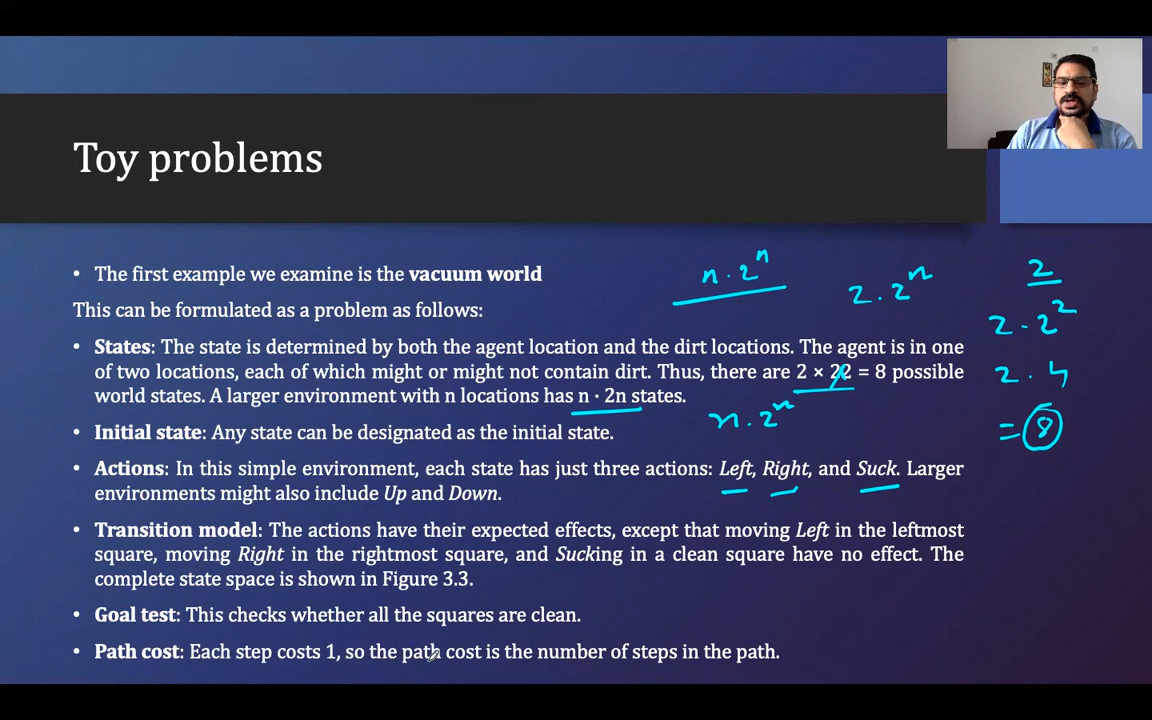 Toy problems
n · 2ⁿ
2 · 2ⁿ
2
• The first example we examine is the vacuum world
This can be formulated as a problem as follows:
2 · 2²
• States: The state is determined by both the agent location and the dirt locations. The agent is in one
of two locations, each of which might or might not contain dirt. Thus, there are 2 × 22 = 8 possible
2 · 4
world states. A larger environment with n locations has n · 2n states.
n · 2ⁿ
= 8
• Initial state: Any state can be designated as the initial state.
• Actions: In this simple environment, each state has just three actions: Left, Right, and Suck. Larger
environments might also include Up and Down.
• Transition model: The actions have their expected effects, except that moving Left in the leftmost
square, moving Right in the rightmost square, and Sucking in a clean square have no effect. The
complete state space is shown in Figure 3.3.
• Goal test: This checks whether all the squares are clean.
• Path cost: Each step costs 1, so the path cost is the number of steps in the path.